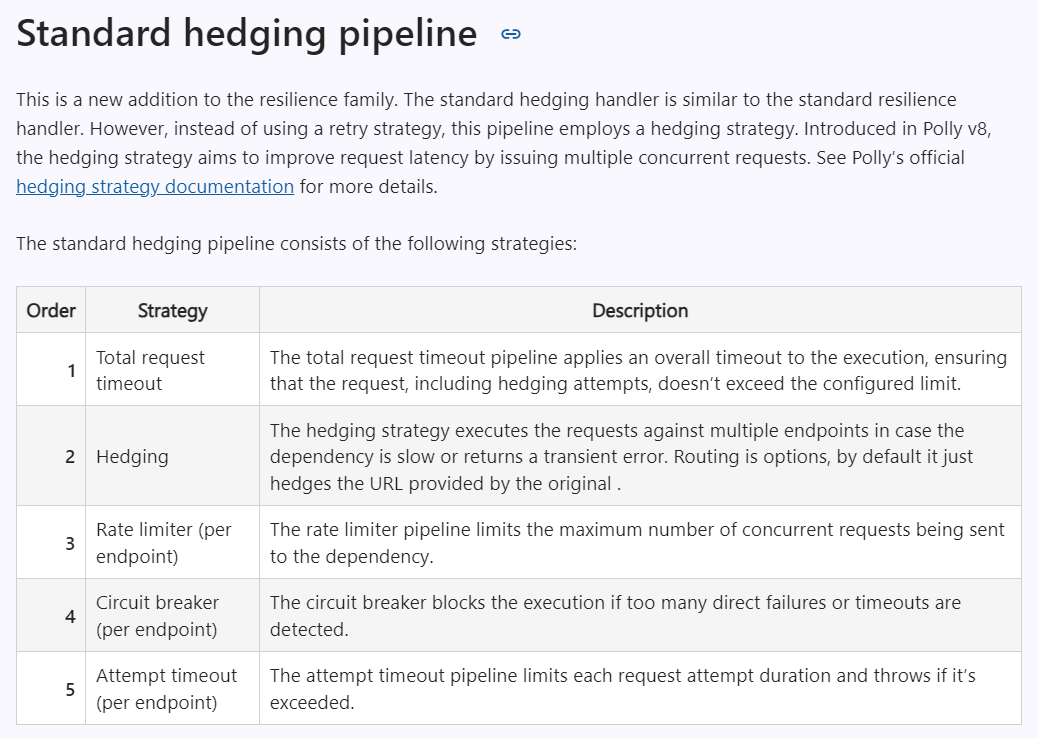 Standard hedging pipeline
This is a new addition to the resilience family. The standard hedging handler is similar to the standard resilience
handler. However, instead of using a retry strategy, this pipeline employs a hedging strategy. Introduced in Polly v8,
the hedging strategy aims to improve request latency by issuing multiple concurrent requests. See Polly’s official
hedging strategy documentation for more details.
The standard hedging pipeline consists of the following strategies:
Order Strategy Description
1
Total request
timeout
The total request timeout pipeline applies an overall timeout to the execution, ensuring
that the request, including hedging attempts, doesn’t exceed the configured limit.
2
Hedging
The hedging strategy executes the requests against multiple endpoints in case the
dependency is slow or returns a transient error. Routing is options, by default it just
hedges the URL provided by the original .
3
Rate limiter (per
endpoint)
The rate limiter pipeline limits the maximum number of concurrent requests being sent
to the dependency.
4
Circuit breaker
(per endpoint)
The circuit breaker blocks the execution if too many direct failures or timeouts are
detected.
5
Attempt timeout
(per endpoint)
The attempt timeout pipeline limits each request attempt duration and throws if it’s
exceeded.